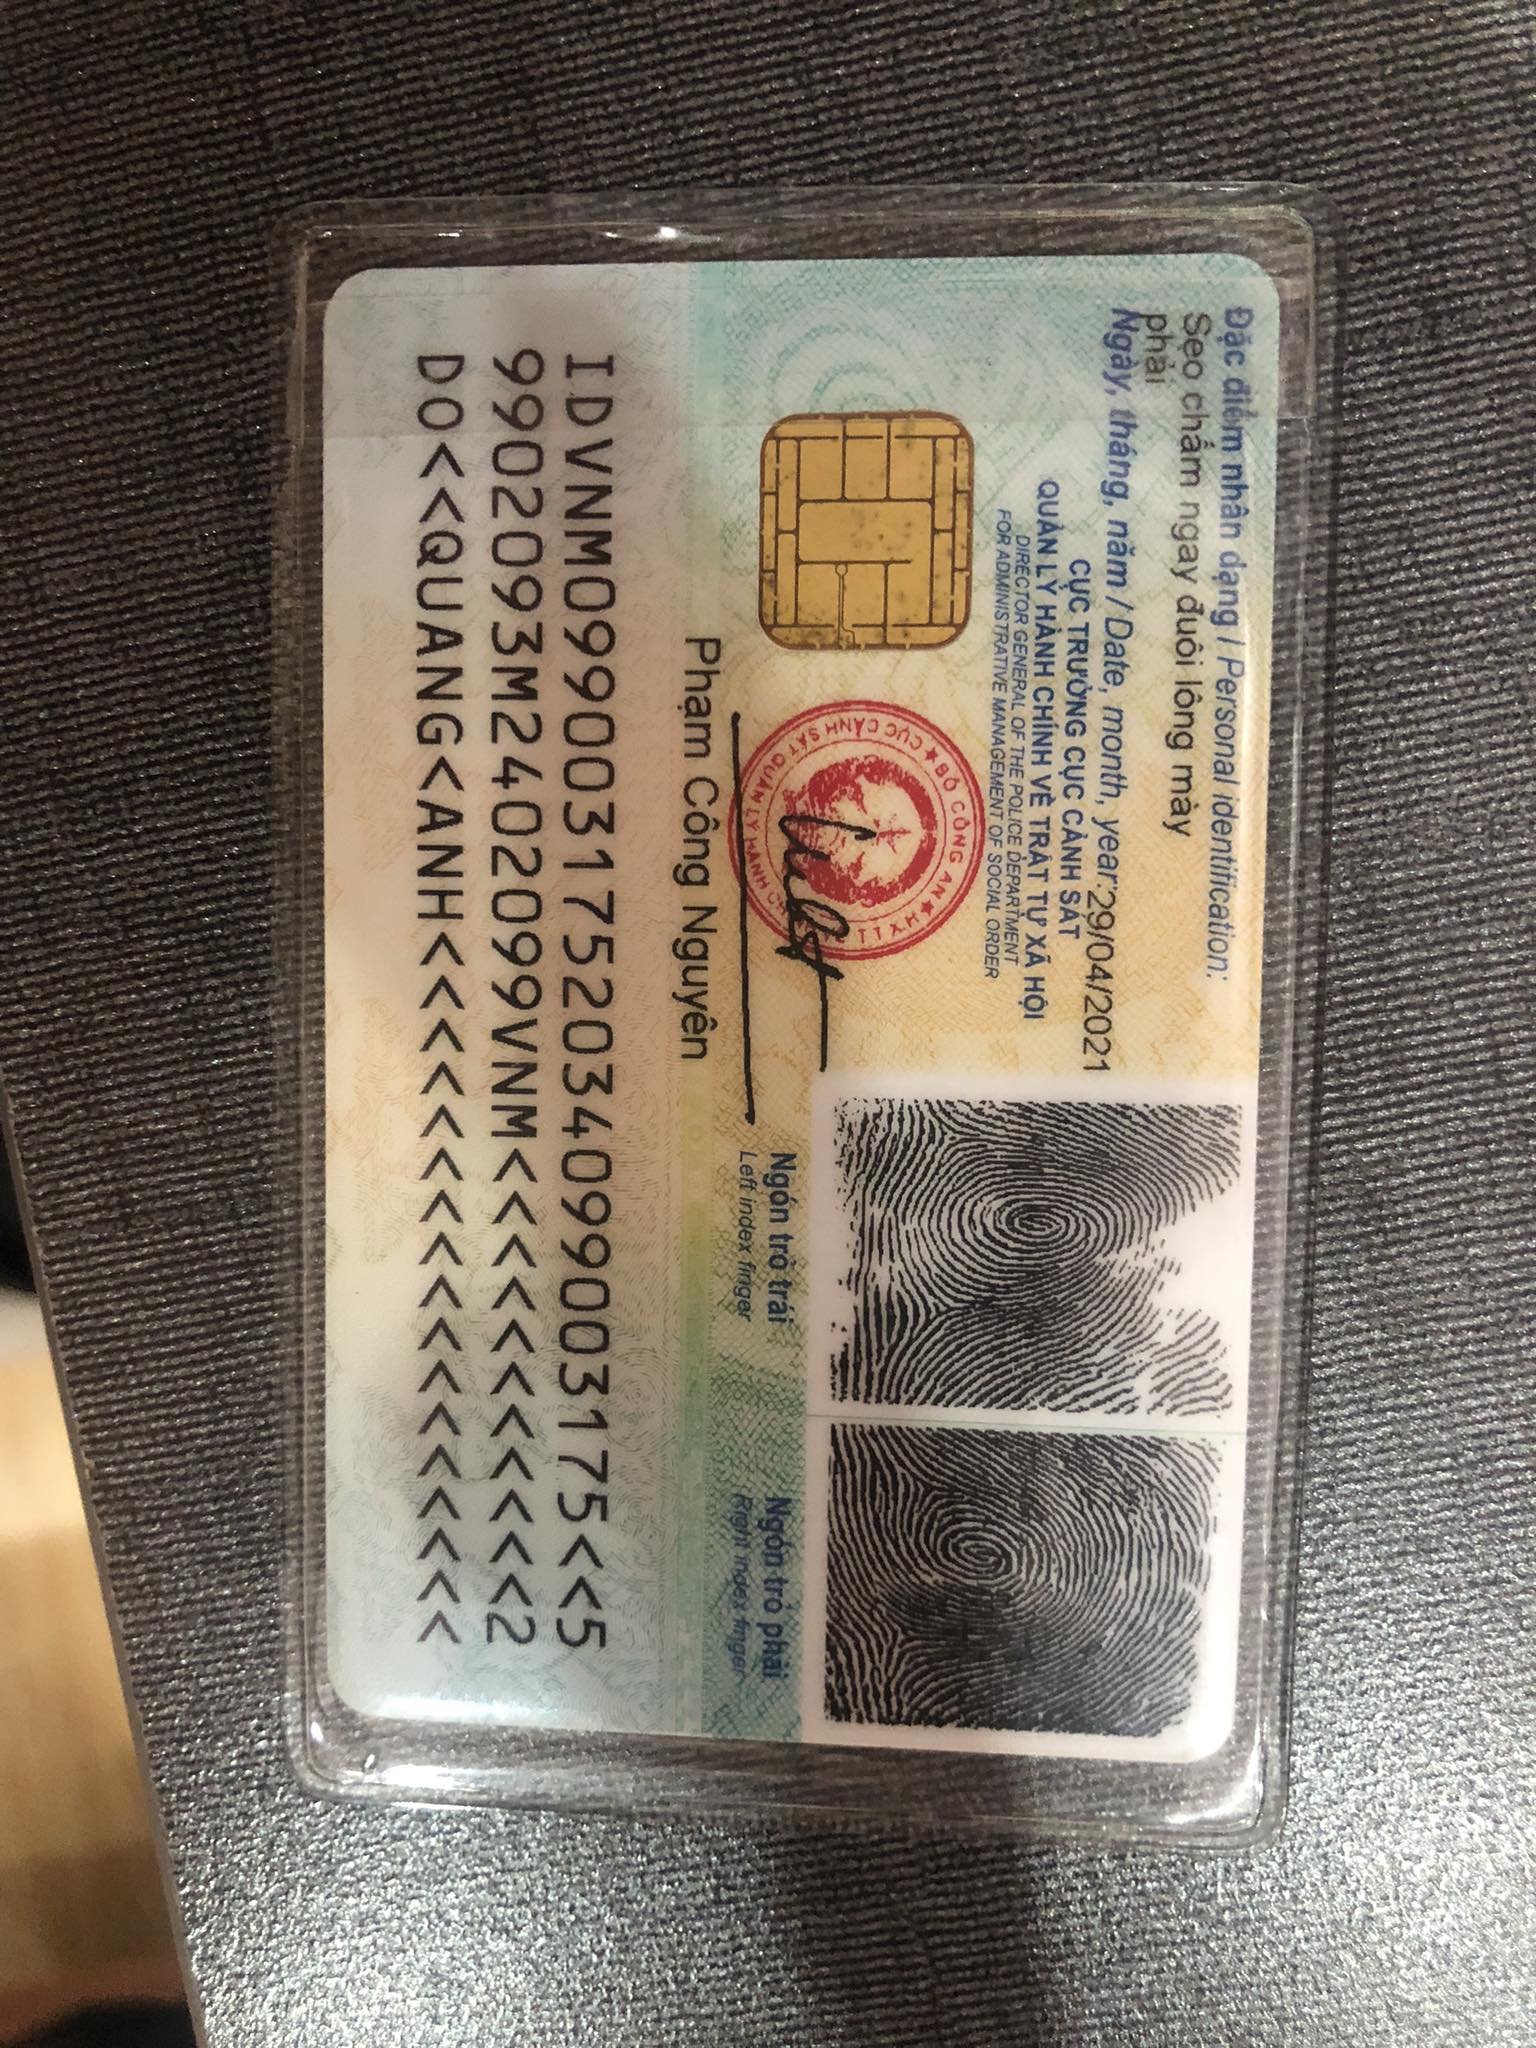 Đặc điểm nhân dạng / Personal identification:
Sẹo chấm ngay đuôi lông mày
phải
Ngày, tháng, năm / Date, month, year:29/04/2021
CỤC TRƯỞNG CỤC CẢNH SÁT
QUẢN LÝ HÀNH CHÍNH VỀ TRẬT TỰ XÃ HỘI
DIRECTOR GENERAL OF THE POLICE DEPARTMENT
FOR ADMINISTRATIVE MANAGEMENT OF SOCIAL ORDER
★ BỘ CÔNG AN ★
CỤC CẢNH SÁT QUẢN LÝ HÀNH CH TTXH
Phạm Công Nguyên
Ngón trỏ trái
Left index finger
Ngón trỏ phải
Right index finger
IDVNM0990031752034099003175<<5
9902093M2402099VNM<<<<<<<<<<<2
DO<<QUANG<ANH<<<<<<<<<<<<<<<<<